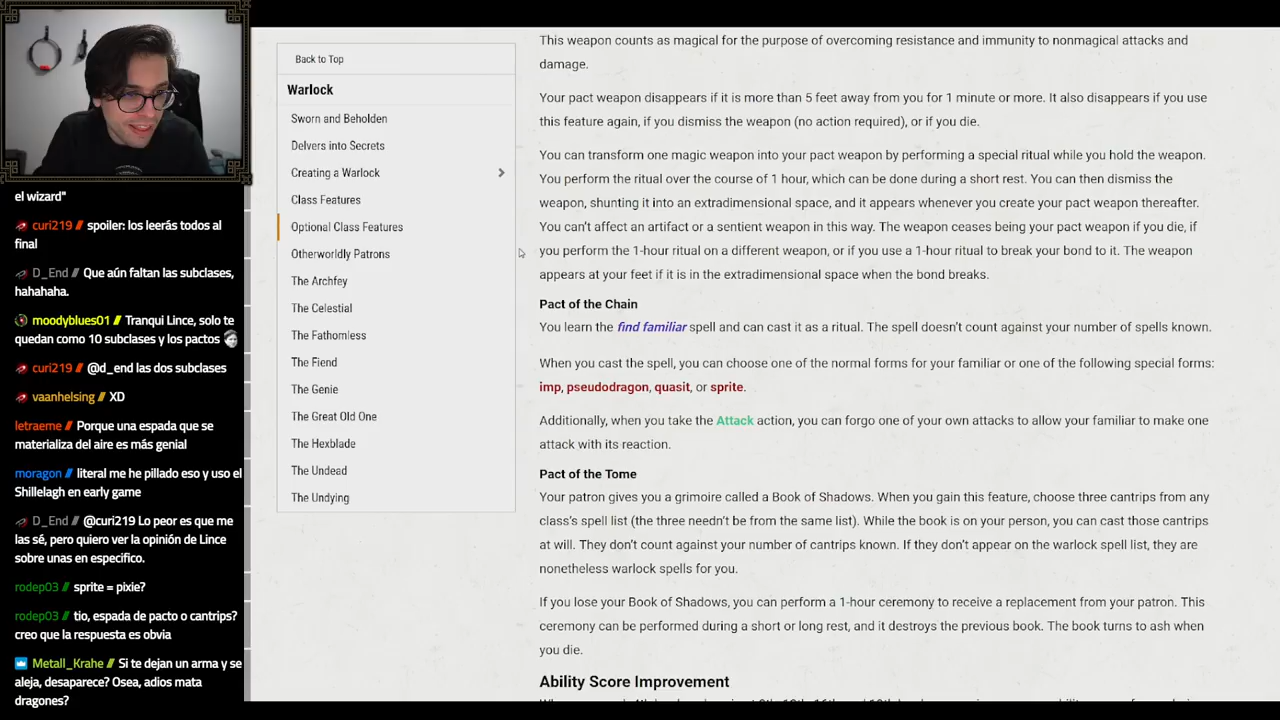 el wizard"
curi219 // spoiler: los leerás todos al
final
D_End // Que aún faltan las subclases,
hahahaha.
moodyblues01 // Tranqui Lince, solo te
quedan como 10 subclases y los pactos
curi219 // @d_end las dos subclases
vaanhelsing // XD
letraeme // Porque una espada que se
materializa del aire es más genial
moragon // literal me he pillado eso y uso el
Shillelagh en early game
D_End // @curi219 Lo peor es que me
las sé, pero quiero ver la opinión de Lince
sobre unas en especifico.
rodep03 // sprite = pixie?
rodep03 // tio, espada de pacto o cantrips?
creo que la respuesta es obvia
Metall_Krahe // Si te dejan un arma y se
aleja, desaparece? Osea, adios mata
dragones?
Back to Top
Warlock
Sworn and Beholden
Delvers into Secrets
Creating a Warlock
Class Features
Optional Class Features
Otherworldly Patrons
The Archfey
The Celestial
The Fathomless
The Fiend
The Genie
The Great Old One
The Hexblade
The Undead
The Undying
This weapon counts as magical for the purpose of overcoming resistance and immunity to nonmagical attacks and
damage.
Your pact weapon disappears if it is more than 5 feet away from you for 1 minute or more. It also disappears if you use
this feature again, if you dismiss the weapon (no action required), or if you die.
You can transform one magic weapon into your pact weapon by performing a special ritual while you hold the weapon.
You perform the ritual over the course of 1 hour, which can be done during a short rest. You can then dismiss the
weapon, shunting it into an extradimensional space, and it appears whenever you create your pact weapon thereafter.
You can't affect an artifact or a sentient weapon in this way. The weapon ceases being your pact weapon if you die, if
you perform the 1-hour ritual on a different weapon, or if you use a 1-hour ritual to break your bond to it. The weapon
appears at your feet if it is in the extradimensional space when the bond breaks.
Pact of the Chain
You learn the find familiar spell and can cast it as a ritual. The spell doesn't count against your number of spells known.
When you cast the spell, you can choose one of the normal forms for your familiar or one of the following special forms:
imp, pseudodragon, quasit, or sprite.
Additionally, when you take the Attack action, you can forgo one of your own attacks to allow your familiar to make one
attack with its reaction.
Pact of the Tome
Your patron gives you a grimoire called a Book of Shadows. When you gain this feature, choose three cantrips from any
class's spell list (the three needn't be from the same list). While the book is on your person, you can cast those cantrips
at will. They don't count against your number of cantrips known. If they don't appear on the warlock spell list, they are
nonetheless warlock spells for you.
If you lose your Book of Shadows, you can perform a 1-hour ceremony to receive a replacement from your patron. This
ceremony can be performed during a short or long rest, and it destroys the previous book. The book turns to ash when
you die.
Ability Score Improvement